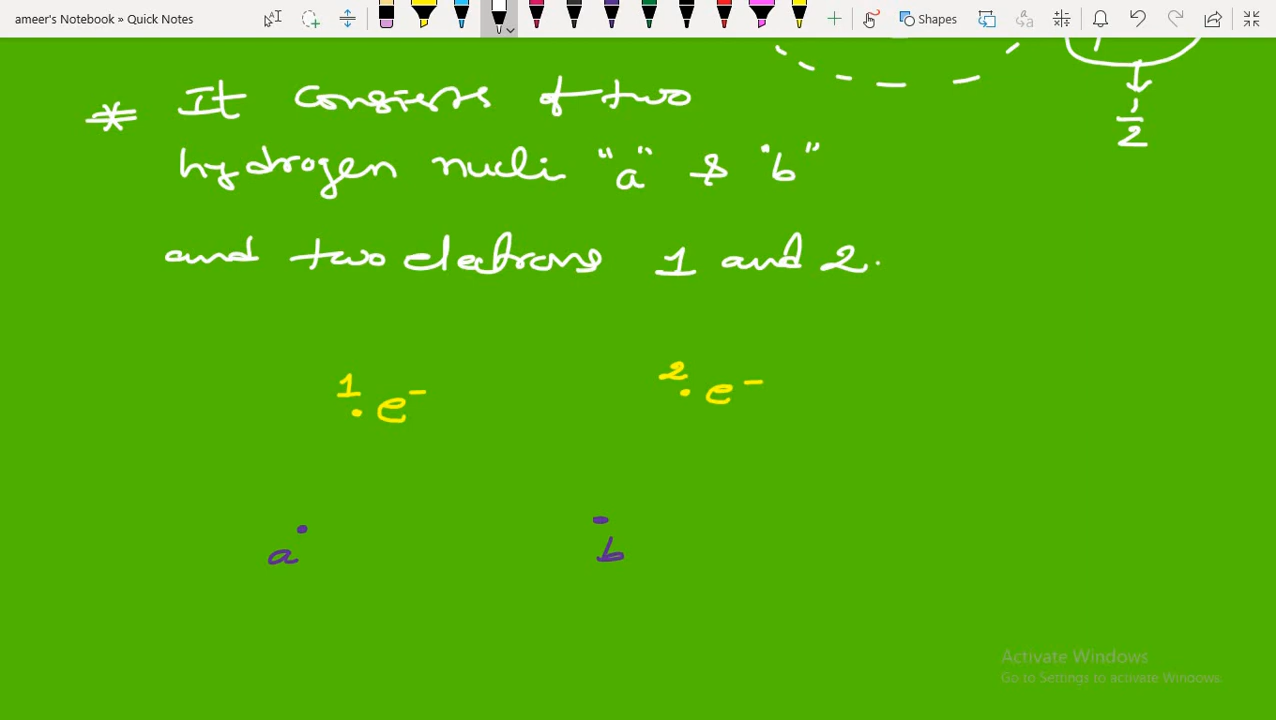 ameer's Notebook » Quick Notes
Shapes
* It consists of two
1/2
hydrogen nucli "a" & "b"
and two electrons 1 and 2.
1 e⁻ 2 e⁻
a b
Activate Windows
Go to Settings to activate Windows.